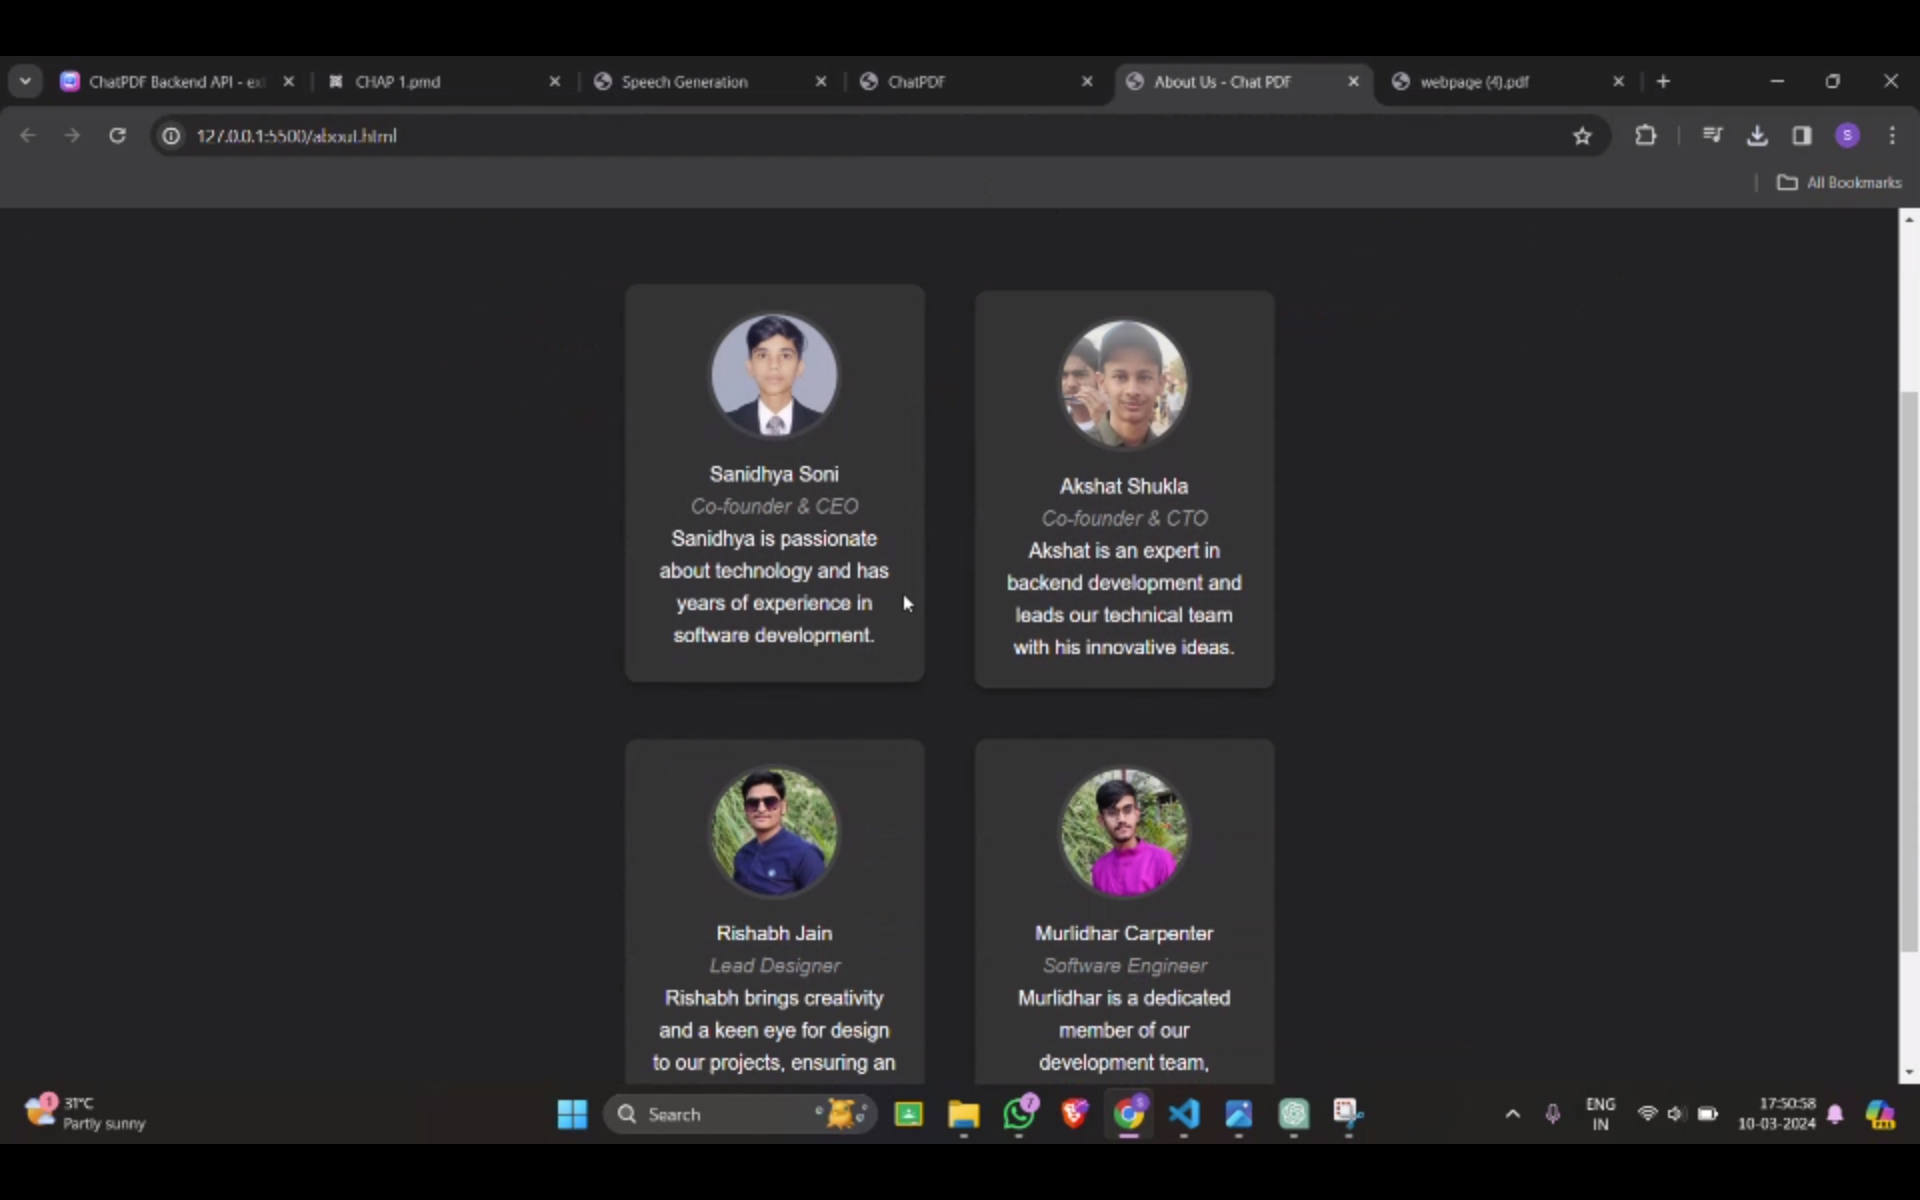 ChatPDF Backend API - ex
CHAP 1.pmd
Speech Generation
ChatPDF
About Us - Chat PDF
webpage (4).pdf
127.0.0.1:5500/about.html
S
All Bookmarks
Sanidhya Soni
Co-founder & CEO
Sanidhya is passionate
about technology and has
years of experience in
software development.
Akshat Shukla
Co-founder & CTO
Akshat is an expert in
backend development and
leads our technical team
with his innovative ideas.
Rishabh Jain
Lead Designer
Rishabh brings creativity
and a keen eye for design
to our projects, ensuring an
Murlidhar Carpenter
Software Engineer
Murlidhar is a dedicated
member of our
development team,
1
31°C
Partly sunny
Search
7
S
ENG
IN
17:50:58
10-03-2024
PRE